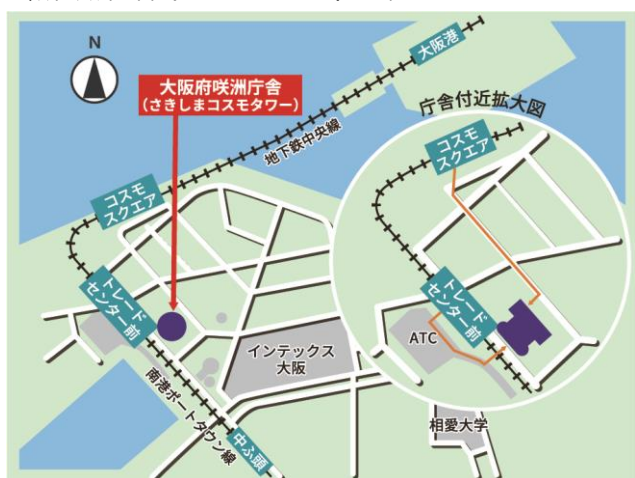 N
大阪府咲洲庁舎
（さきしまコスモタワー）
大阪港
地下鉄中央線
コスモ
スクエア
トレード
センター前
インテックス
大阪
南港ポートタウン線
中ふ頭
相愛大学
庁舎付近拡大図
コスモ
スクエア
トレード
センター前
ATC